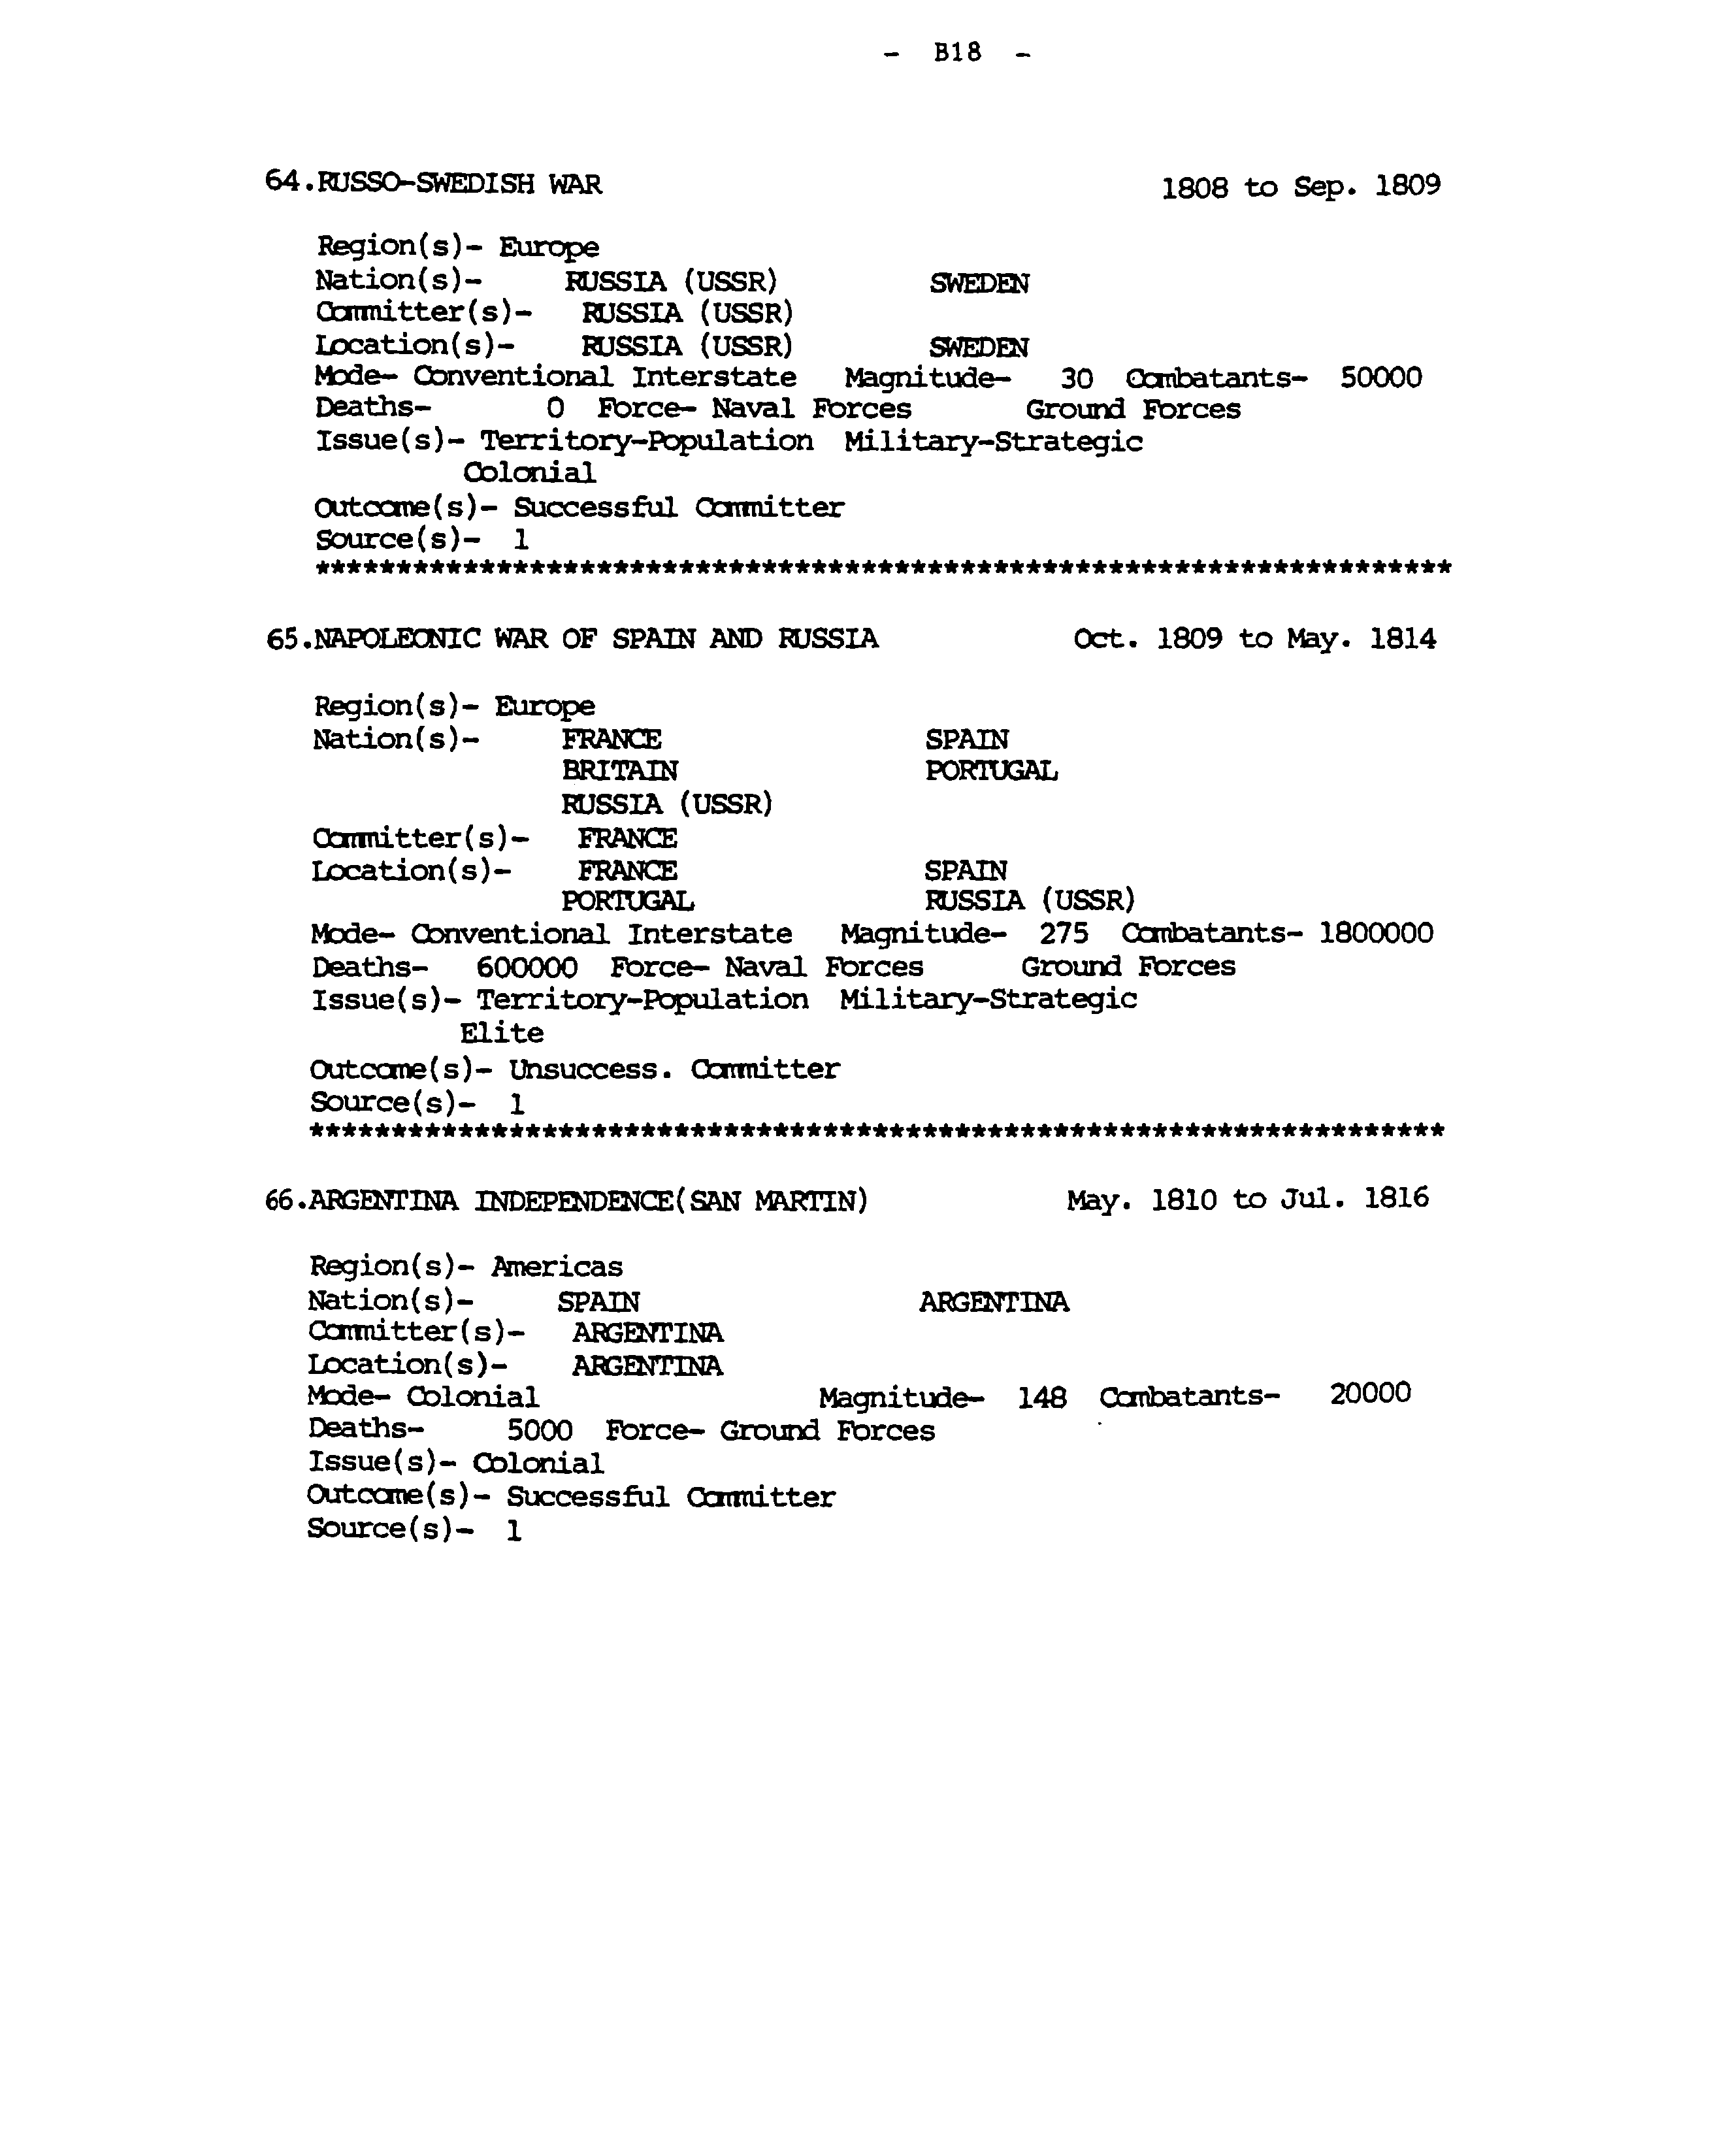 - B18 -
64.RUSSO-SWEDISH WAR 1808 to Sep. 1809
Region(s)- Europe
Nation(s)- RUSSIA (USSR) SWEDEN
Committer(s)- RUSSIA (USSR)
Location(s)- RUSSIA (USSR) SWEDEN
Mode- Conventional Interstate Magnitude- 30 Combatants- 50000
Deaths- 0 Force- Naval Forces Ground Forces
Issue(s)- Territory-Population Military-Strategic
Colonial
Outcome(s)- Successful Committer
Source(s)- 1
*********************************************************************
65.NAPOLEONIC WAR OF SPAIN AND RUSSIA Oct. 1809 to May. 1814
Region(s)- Europe
Nation(s)- FRANCE SPAIN
BRITAIN PORTUGAL
RUSSIA (USSR)
Committer(s)- FRANCE
Location(s)- FRANCE SPAIN
PORTUGAL RUSSIA (USSR)
Mode- Conventional Interstate Magnitude- 275 Combatants- 1800000
Deaths- 600000 Force- Naval Forces Ground Forces
Issue(s)- Territory-Population Military-Strategic
Elite
Outcome(s)- Unsuccess. Committer
Source(s)- 1
*********************************************************************
66.ARGENTINA INDEPENDENCE(SAN MARTIN) May. 1810 to Jul. 1816
Region(s)- Americas
Nation(s)- SPAIN ARGENTINA
Committer(s)- ARGENTINA
Location(s)- ARGENTINA
Mode- Colonial Magnitude- 148 Combatants- 20000
Deaths- 5000 Force- Ground Forces
Issue(s)- Colonial
Outcome(s)- Successful Committer
Source(s)- 1